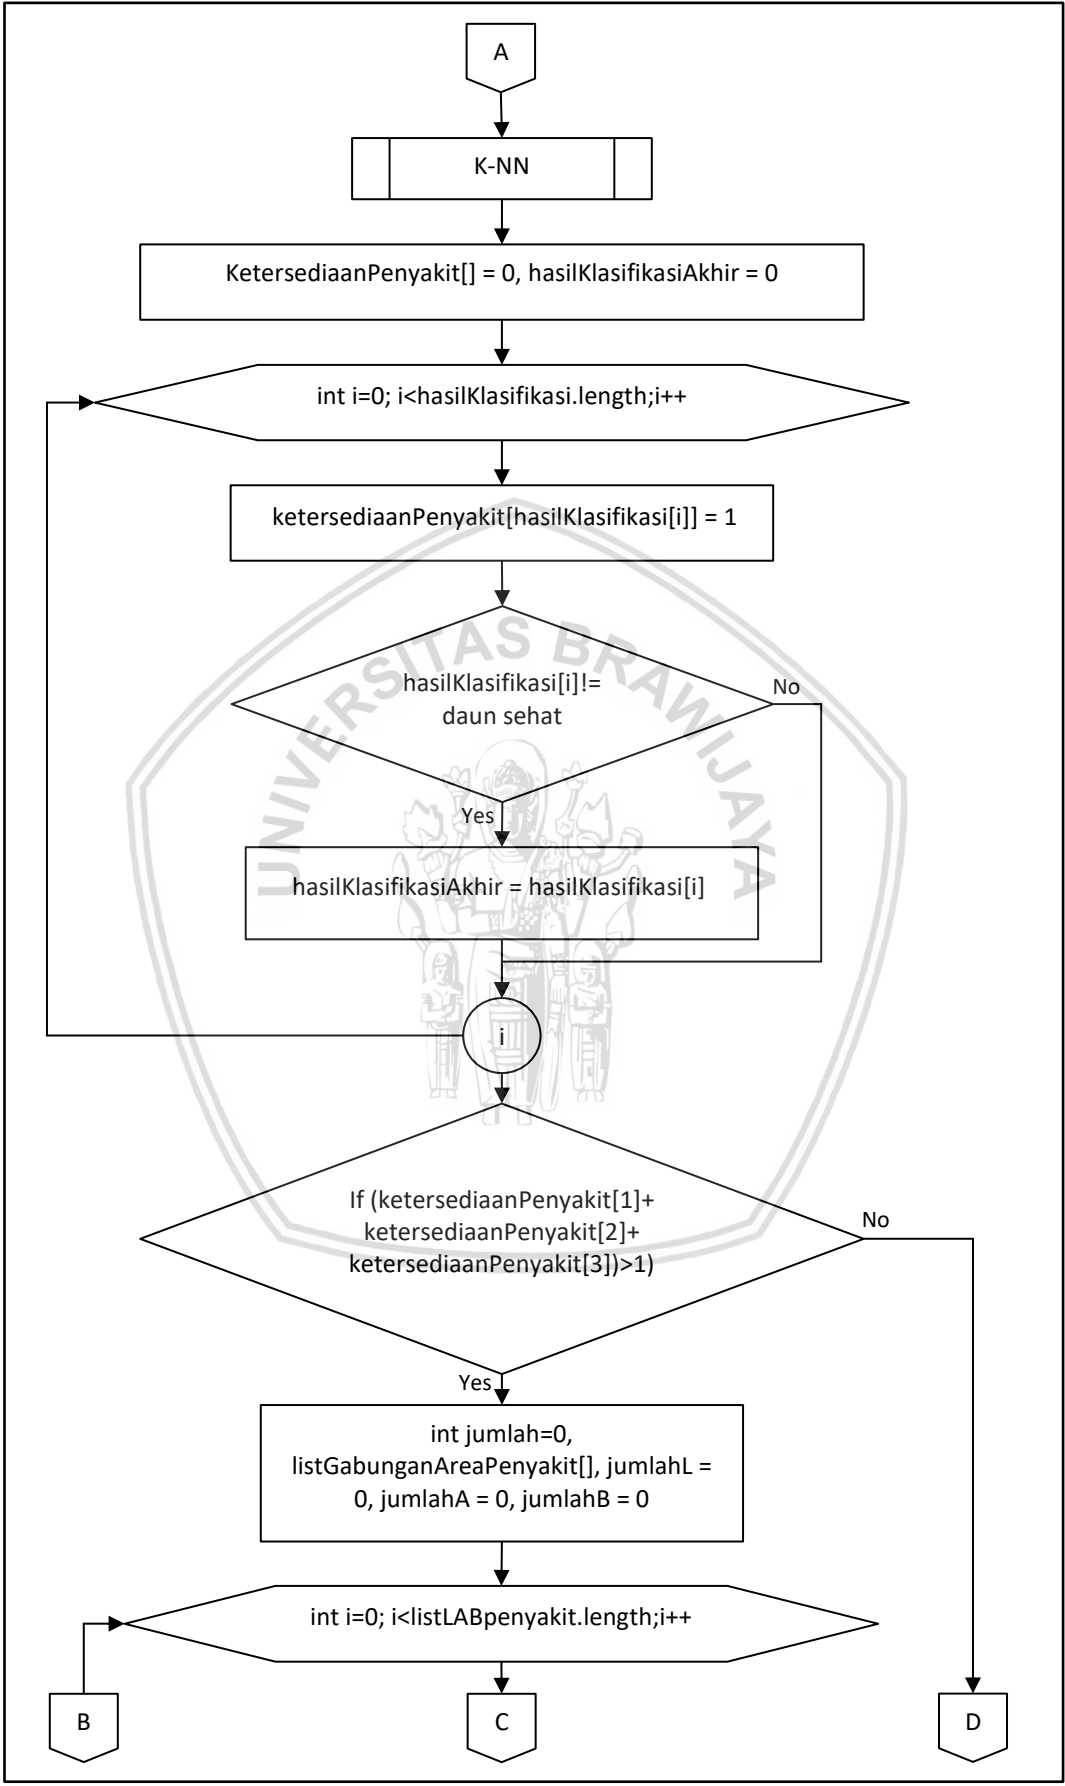 A
K-NN
KetersediaanPenyakit[] = 0, hasilKlasifikasiAkhir = 0
int i=0; i<hasilKlasifikasi.length;i++
ketersediaanPenyakit[hasilKlasifikasi[i]] = 1
UNIVERSITAS BRAWIJAYA
hasilKlasifikasi[i]!=
daun sehat
No
Yes
hasilKlasifikasiAkhir = hasilKlasifikasi[i]
i
If (ketersediaanPenyakit[1]+
ketersediaanPenyakit[2]+
ketersediaanPenyakit[3])>1)
No
Yes
int jumlah=0,
listGabunganAreaPenyakit[], jumlahL =
0, jumlahA = 0, jumlahB = 0
int i=0; i<listLABpenyakit.length;i++
B
C
D